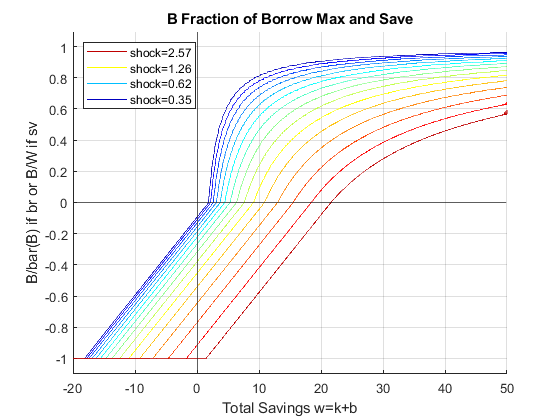 B Fraction of Borrow Max and Save
shock=2.57
shock=1.26
shock=0.62
shock=0.35
B/bar(B) if br or B/W if sv
1
0.8
0.6
0.4
0.2
0
-0.2
-0.4
-0.6
-0.8
-1
-20 -10 0 10 20 30 40 50
Total Savings w=k+b